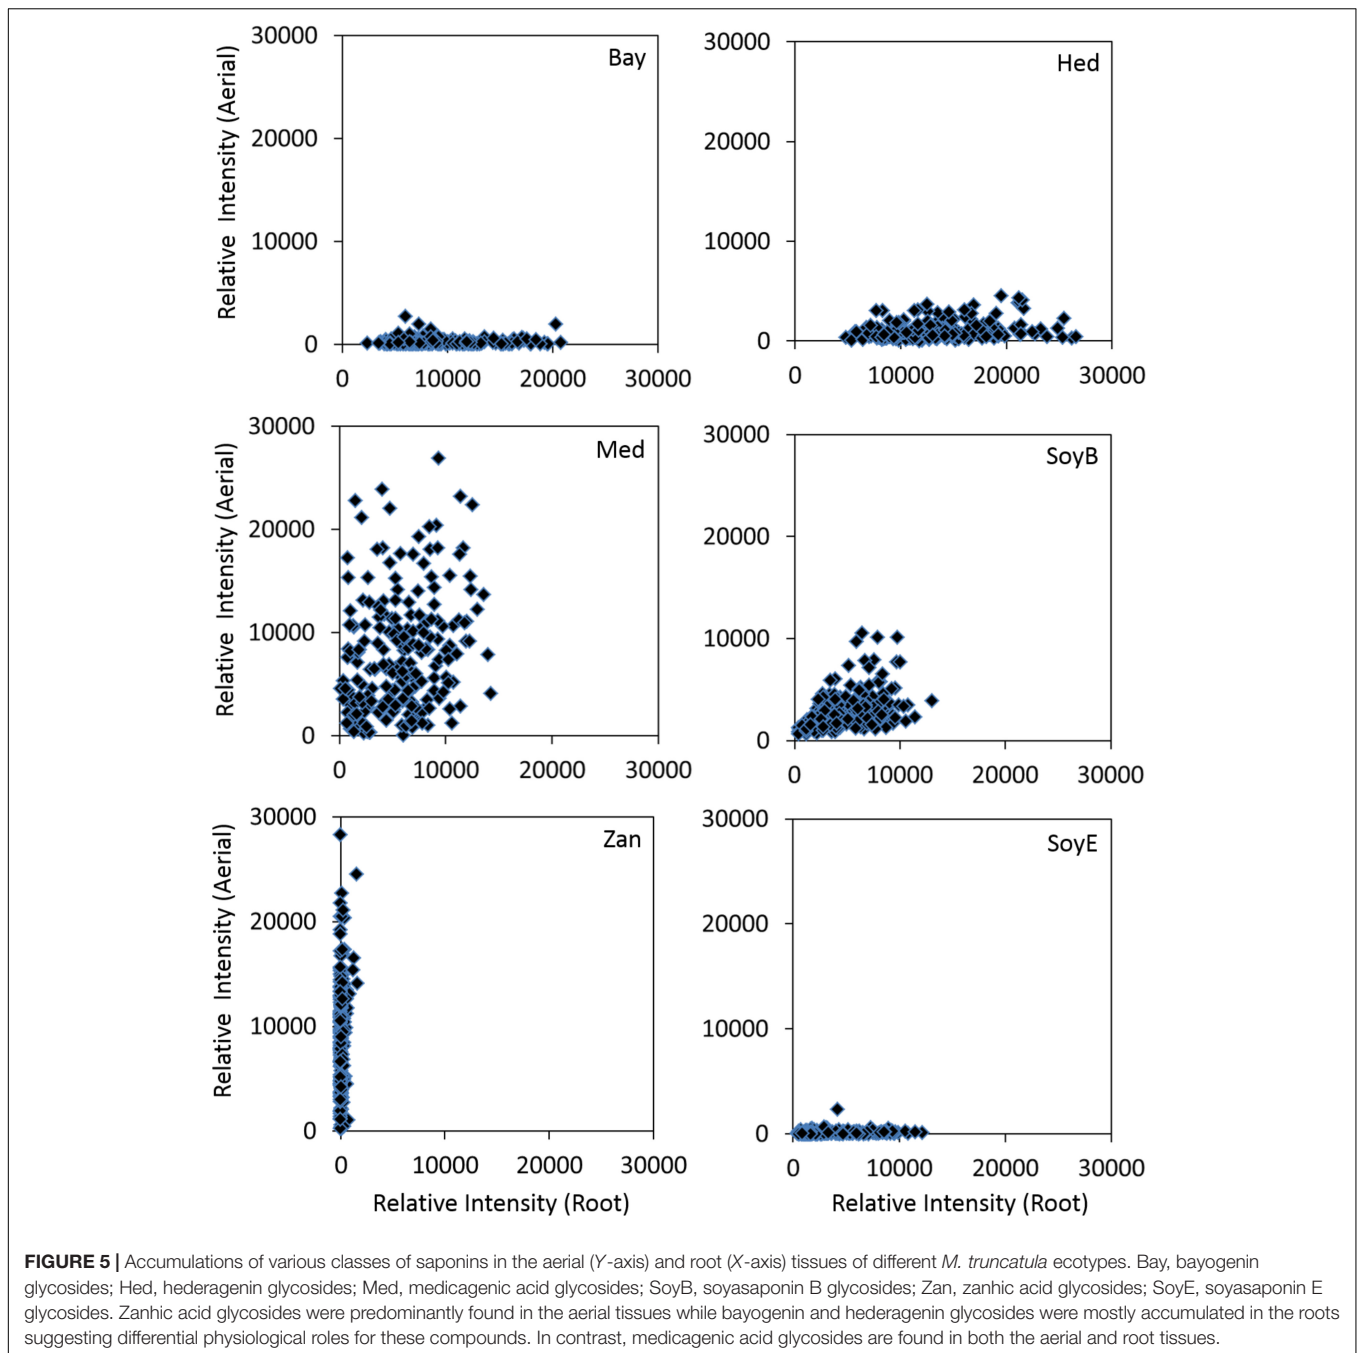 30000
Bay
20000
10000
0
0 10000 20000 30000
Relative Intensity (Aerial)
30000
Hed
20000
10000
0
0 10000 20000 30000
30000
Med
20000
10000
0
0 10000 20000 30000
Relative Intensity (Aerial)
30000
SoyB
20000
10000
0
0 10000 20000 30000
30000
Zan
20000
10000
0
0 10000 20000 30000
Relative Intensity (Aerial)
Relative Intensity (Root)
30000
SoyE
20000
10000
0
0 10000 20000 30000
Relative Intensity (Root)
FIGURE 5 | Accumulations of various classes of saponins in the aerial (Y-axis) and root (X-axis) tissues of different M. truncatula ecotypes. Bay, bayogenin
glycosides; Hed, hederagenin glycosides; Med, medicagenic acid glycosides; SoyB, soyasaponin B glycosides; Zan, zanhic acid glycosides; SoyE, soyasaponin E
glycosides. Zanhic acid glycosides were predominantly found in the aerial tissues while bayogenin and hederagenin glycosides were mostly accumulated in the roots
suggesting differential physiological roles for these compounds. In contrast, medicagenic acid glycosides are found in both the aerial and root tissues.